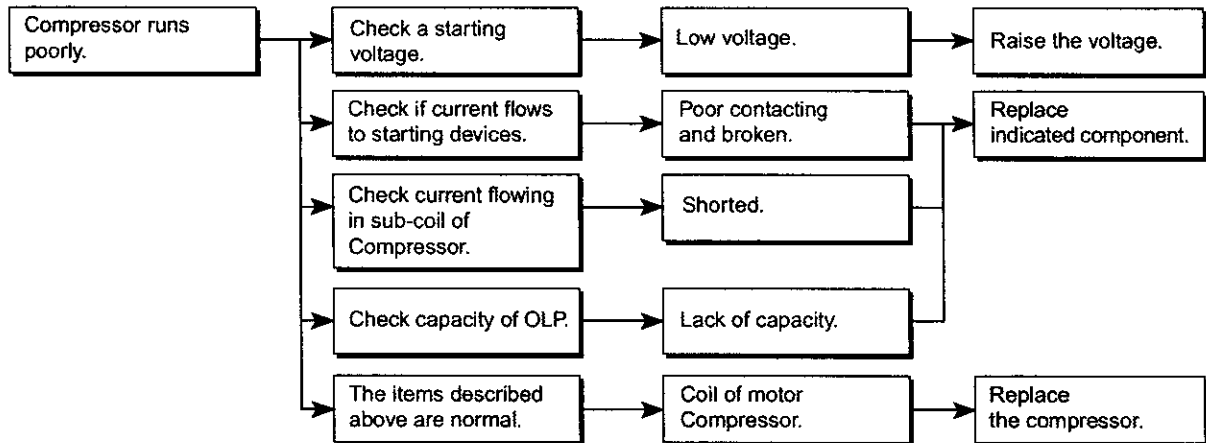 Compressor runs
poorly.
Check a starting
voltage.
Low voltage.
Raise the voltage.
Check if current flows
to starting devices.
Poor contacting
and broken.
Replace
indicated component.
Check current flowing
in sub-coil of
Compressor.
Shorted.
Check capacity of OLP.
Lack of capacity.
The items described
above are normal.
Coil of motor
Compressor.
Replace
the compressor.